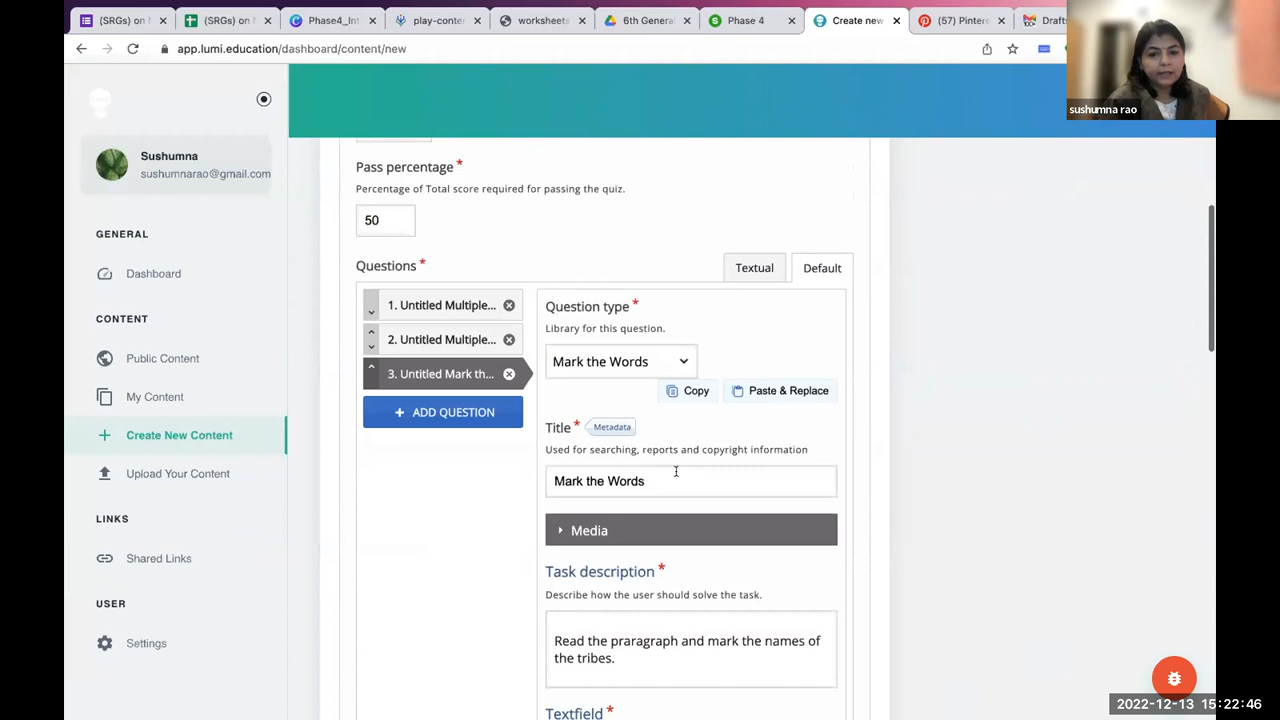 (SRGs) on N
(SRGs) on N
Phase4_Int
play-conter
worksheets
6th General
Phase 4
Create new
(57) Pinter
Drafts
app.lumi.education/dashboard/content/new
sushumna rao
Sushumna
sushumnarao@gmail.com
GENERAL
Dashboard
CONTENT
Public Content
My Content
Create New Content
Upload Your Content
LINKS
Shared Links
USER
Settings
Pass percentage *
Percentage of Total score required for passing the quiz.
50
Questions *
Textual
Default
1. Untitled Multiple...
2. Untitled Multiple...
3. Untitled Mark th...
+ ADD QUESTION
Question type *
Library for this question.
Mark the Words
Copy
Paste & Replace
Title * Metadata
Used for searching, reports and copyright information
Mark the Words
Media
Task description *
Describe how the user should solve the task.
Read the praragraph and mark the names of
the tribes.
Textfield *
2022-12-13 15:22:46